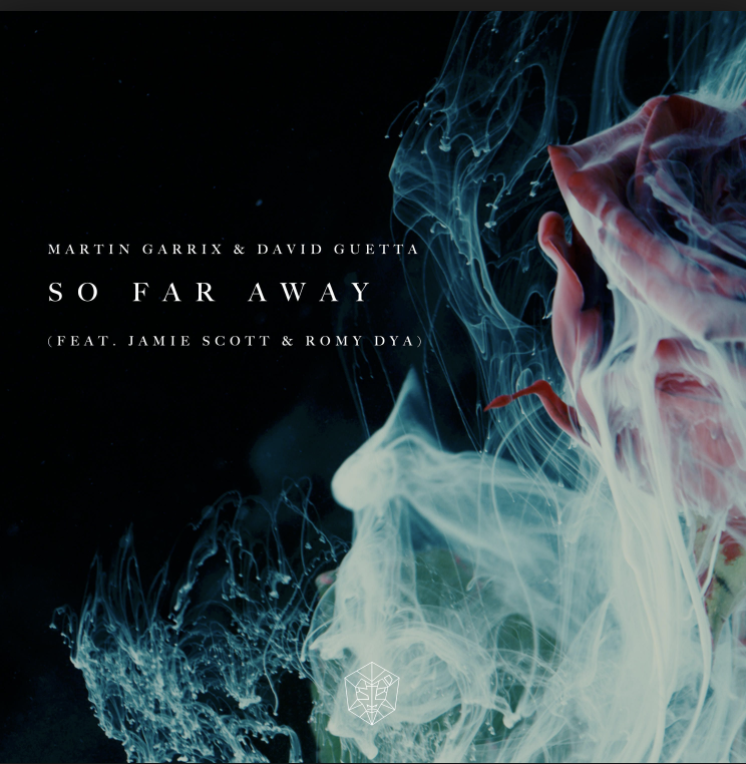 MARTIN GARRIX & DAVID GUETTA
SO FAR AWAY
(FEAT. JAMIE SCOTT & ROMY DYA)